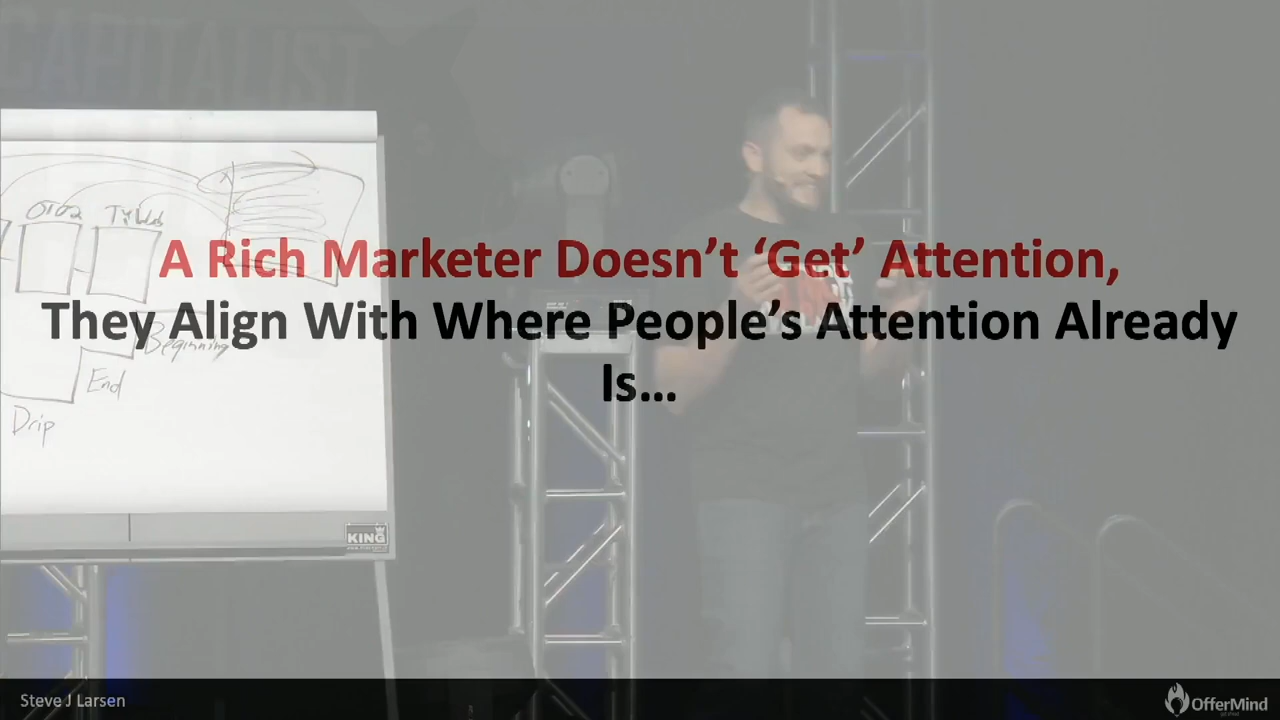 CAPITALIST
OTO2
A Rich Marketer Doesn’t ‘Get’ Attention,
They Align With Where People’s Attention Already
Is...
Beginning
End
Drip
KING
Steve J Larsen
OfferMind